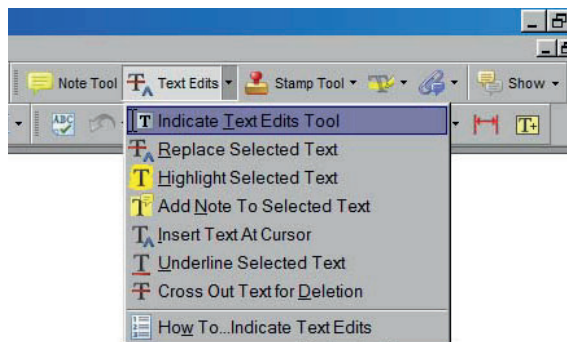 Note Tool Text Edits Stamp Tool Show
ABC T+
Indicate Text Edits Tool
Replace Selected Text
Highlight Selected Text
Add Note To Selected Text
Insert Text At Cursor
Underline Selected Text
Cross Out Text for Deletion
How To...Indicate Text Edits